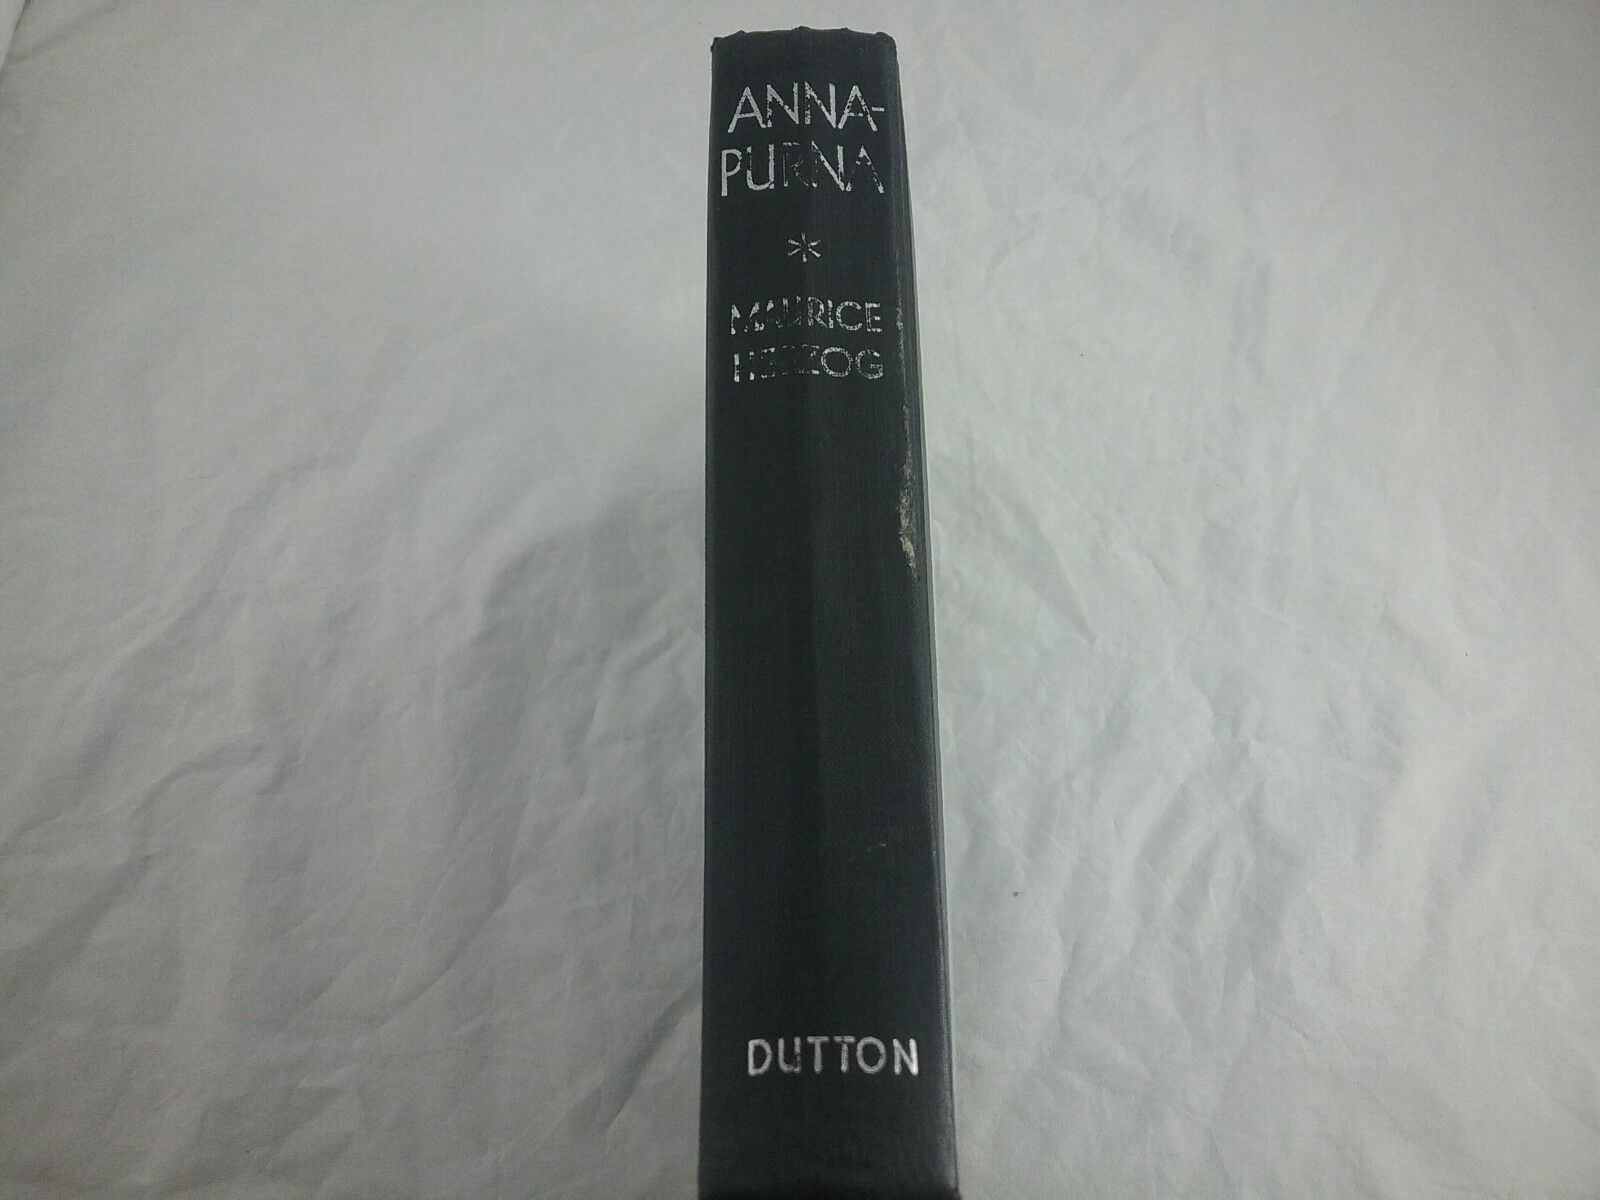 ANNA-
PURNA
*
MAURICE
HERZOG
DUTTON